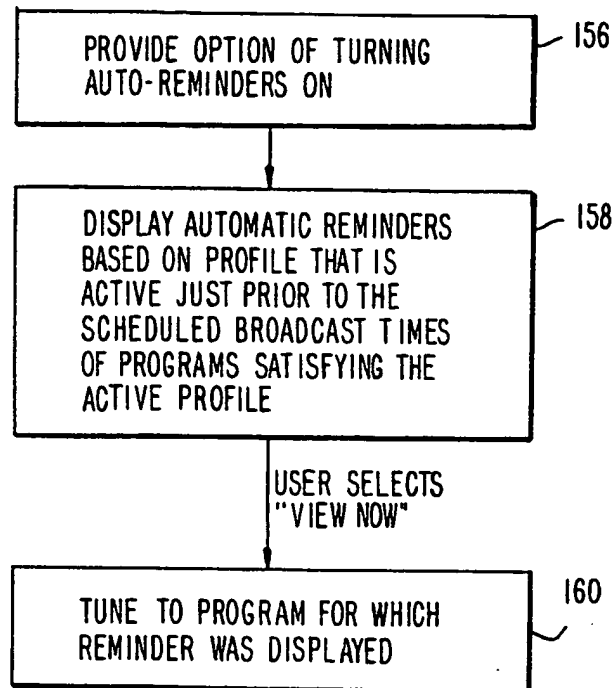 PROVIDE OPTION OF TURNING
AUTO-REMINDERS ON
156
DISPLAY AUTOMATIC REMINDERS
BASED ON PROFILE THAT IS
ACTIVE JUST PRIOR TO THE
SCHEDULED BROADCAST TIMES
OF PROGRAMS SATISFYING THE
ACTIVE PROFILE
158
USER SELECTS
"VIEW NOW"
TUNE TO PROGRAM FOR WHICH
REMINDER WAS DISPLAYED
160